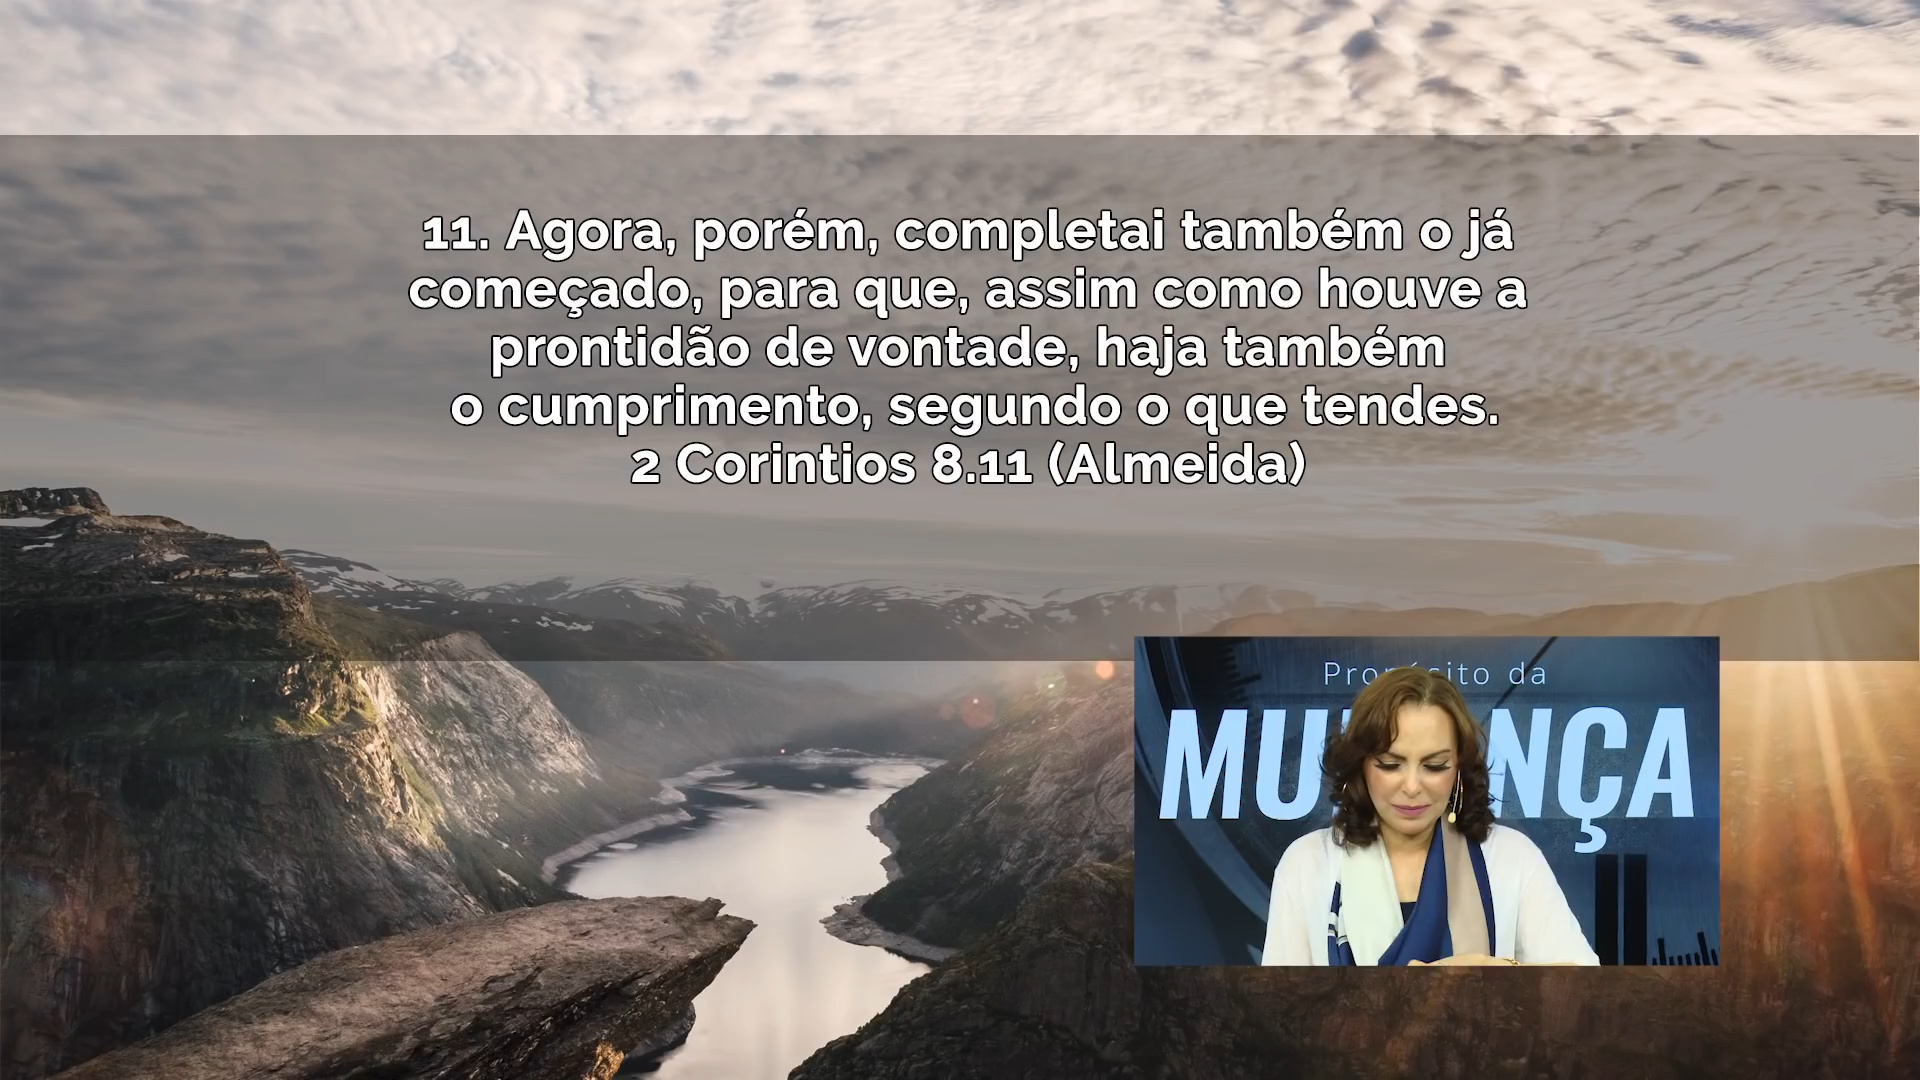 11. Agora, porém, completai também o já
começado, para que, assim como houve a
prontidão de vontade, haja também
o cumprimento, segundo o que tendes.
2 Corintios 8.11 (Almeida)
da